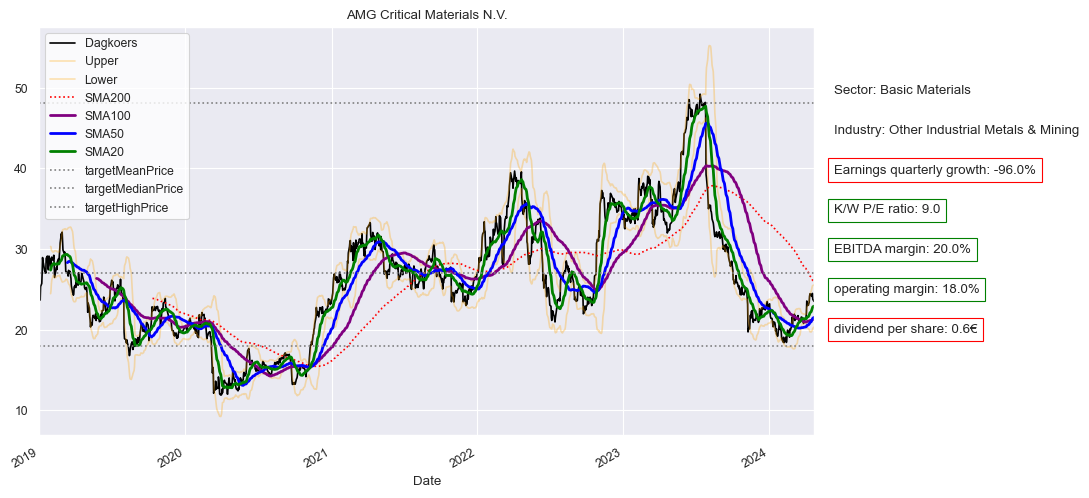 AMG Critical Materials N.V.
Dagkoers
Upper
Lower
SMA200
SMA100
SMA50
SMA20
targetMeanPrice
targetMedianPrice
targetHighPrice
50
40
30
20
10
2019
2020
2021
2022
2023
2024
Date
Sector: Basic Materials
Industry: Other Industrial Metals & Mining
Earnings quarterly growth: -96.0%
K/W P/E ratio: 9.0
EBITDA margin: 20.0%
operating margin: 18.0%
dividend per share: 0.6€